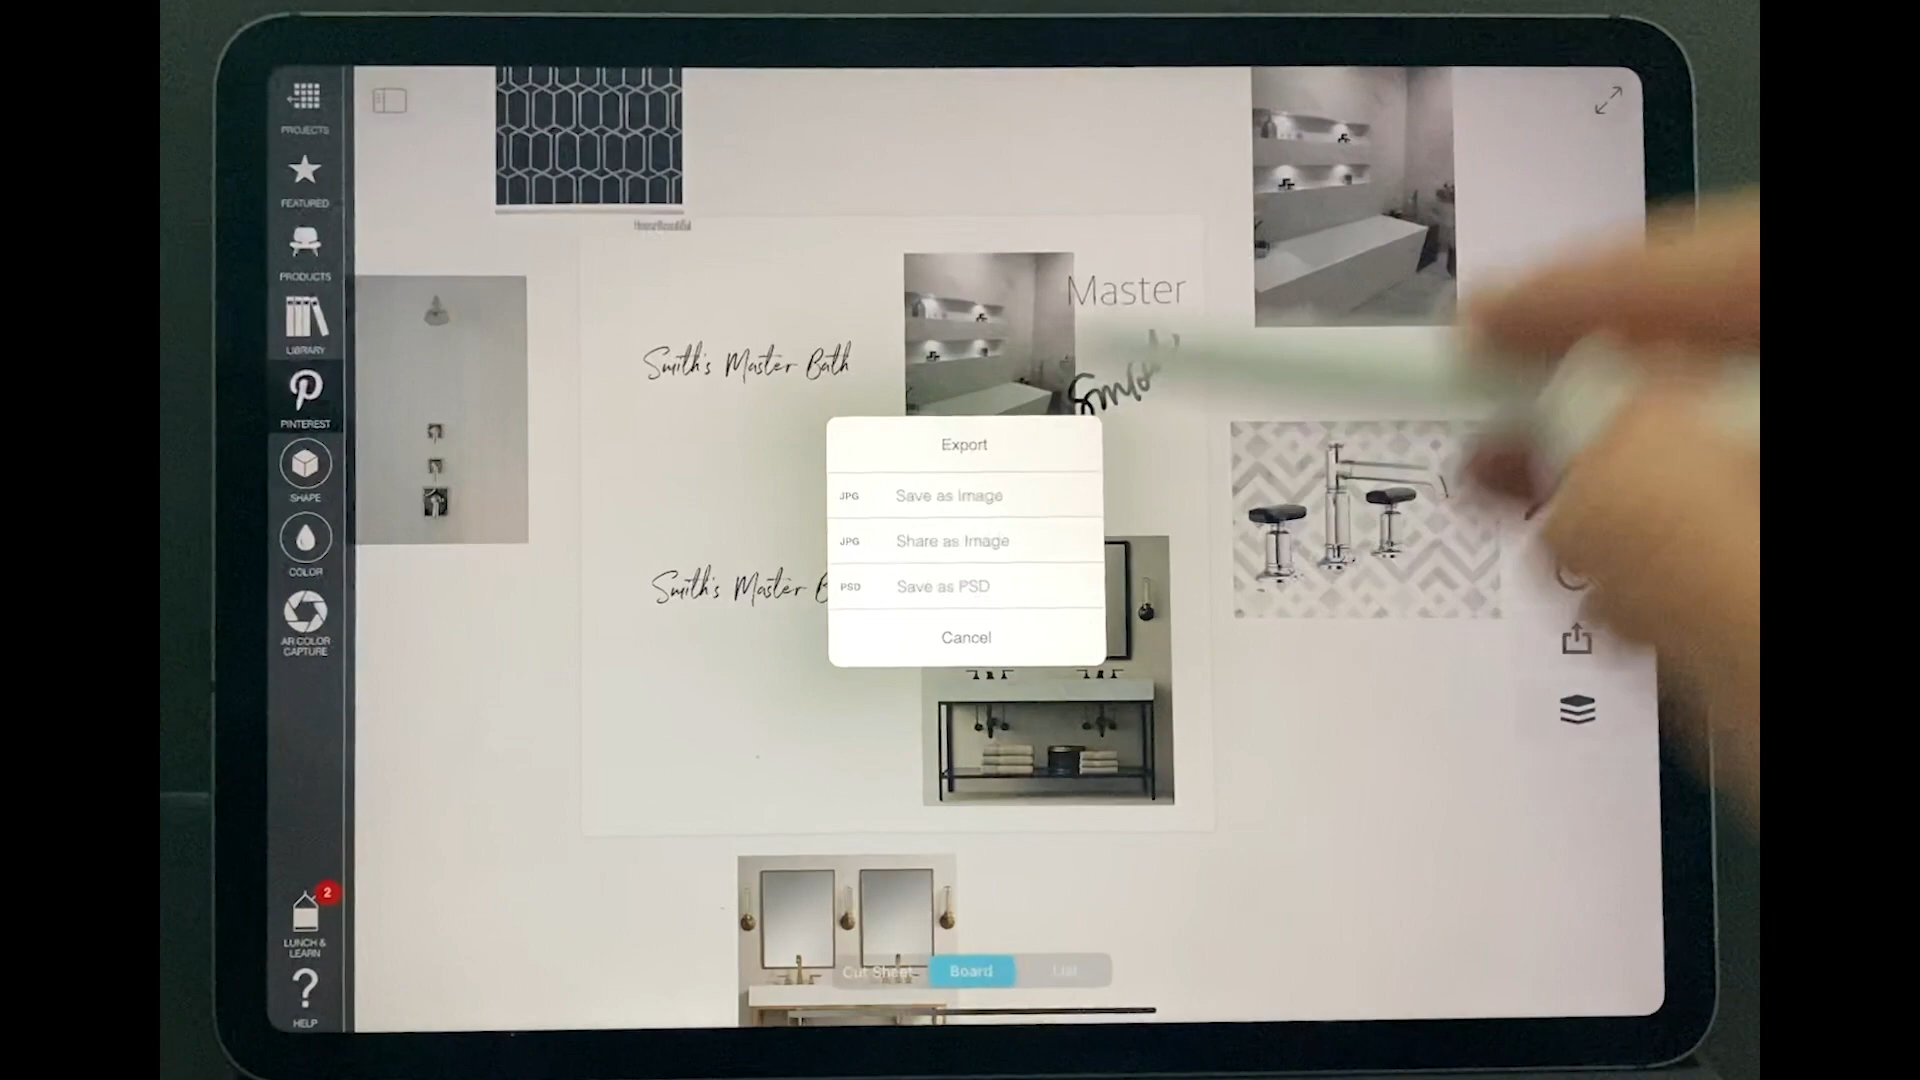 PROJECTS
FEATURED
PRODUCTS
LIBRARY
PINTEREST
SHAPE
COLOR
AR COLOR
CAPTURE
2
LUNCH &
LEARN
?
HELP
HouseBeautiful
Smith's Master Bath
Master
Smith's Master
Export
JPG Save as Image
JPG Share as Image
PSD Save as PSD
Cancel
Cut Sheet Board List